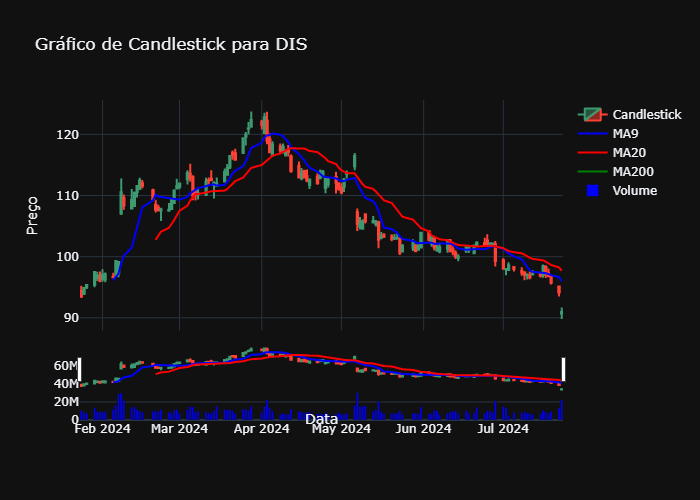 Gráfico de Candlestick para DIS
Candlestick
MA9
MA20
MA200
Volume
Preço
120
110
100
90
60M
40M
20M
0
Feb 2024
Mar 2024
Apr 2024
May 2024
Jun 2024
Jul 2024
Data